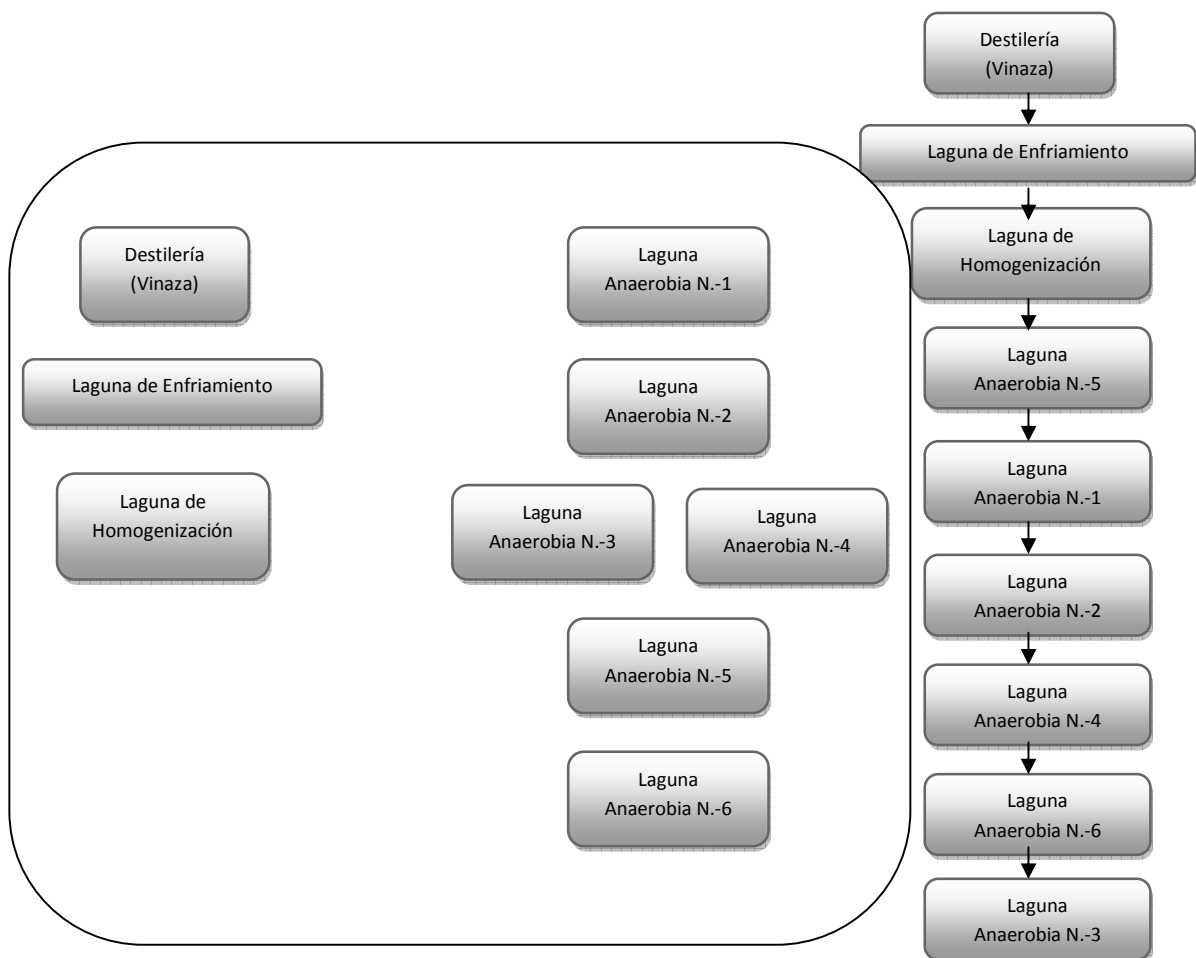 Destilería
(Vinaza)
Laguna de Enfriamiento
Laguna de
Homogenización
Laguna
Anaerobia N.-1
Laguna
Anaerobia N.-2
Laguna
Anaerobia N.-3
Laguna
Anaerobia N.-4
Laguna
Anaerobia N.-5
Laguna
Anaerobia N.-6
Destilería
(Vinaza)
Laguna de Enfriamiento
Laguna de
Homogenización
Laguna
Anaerobia N.-5
Laguna
Anaerobia N.-1
Laguna
Anaerobia N.-2
Laguna
Anaerobia N.-4
Laguna
Anaerobia N.-6
Laguna
Anaerobia N.-3